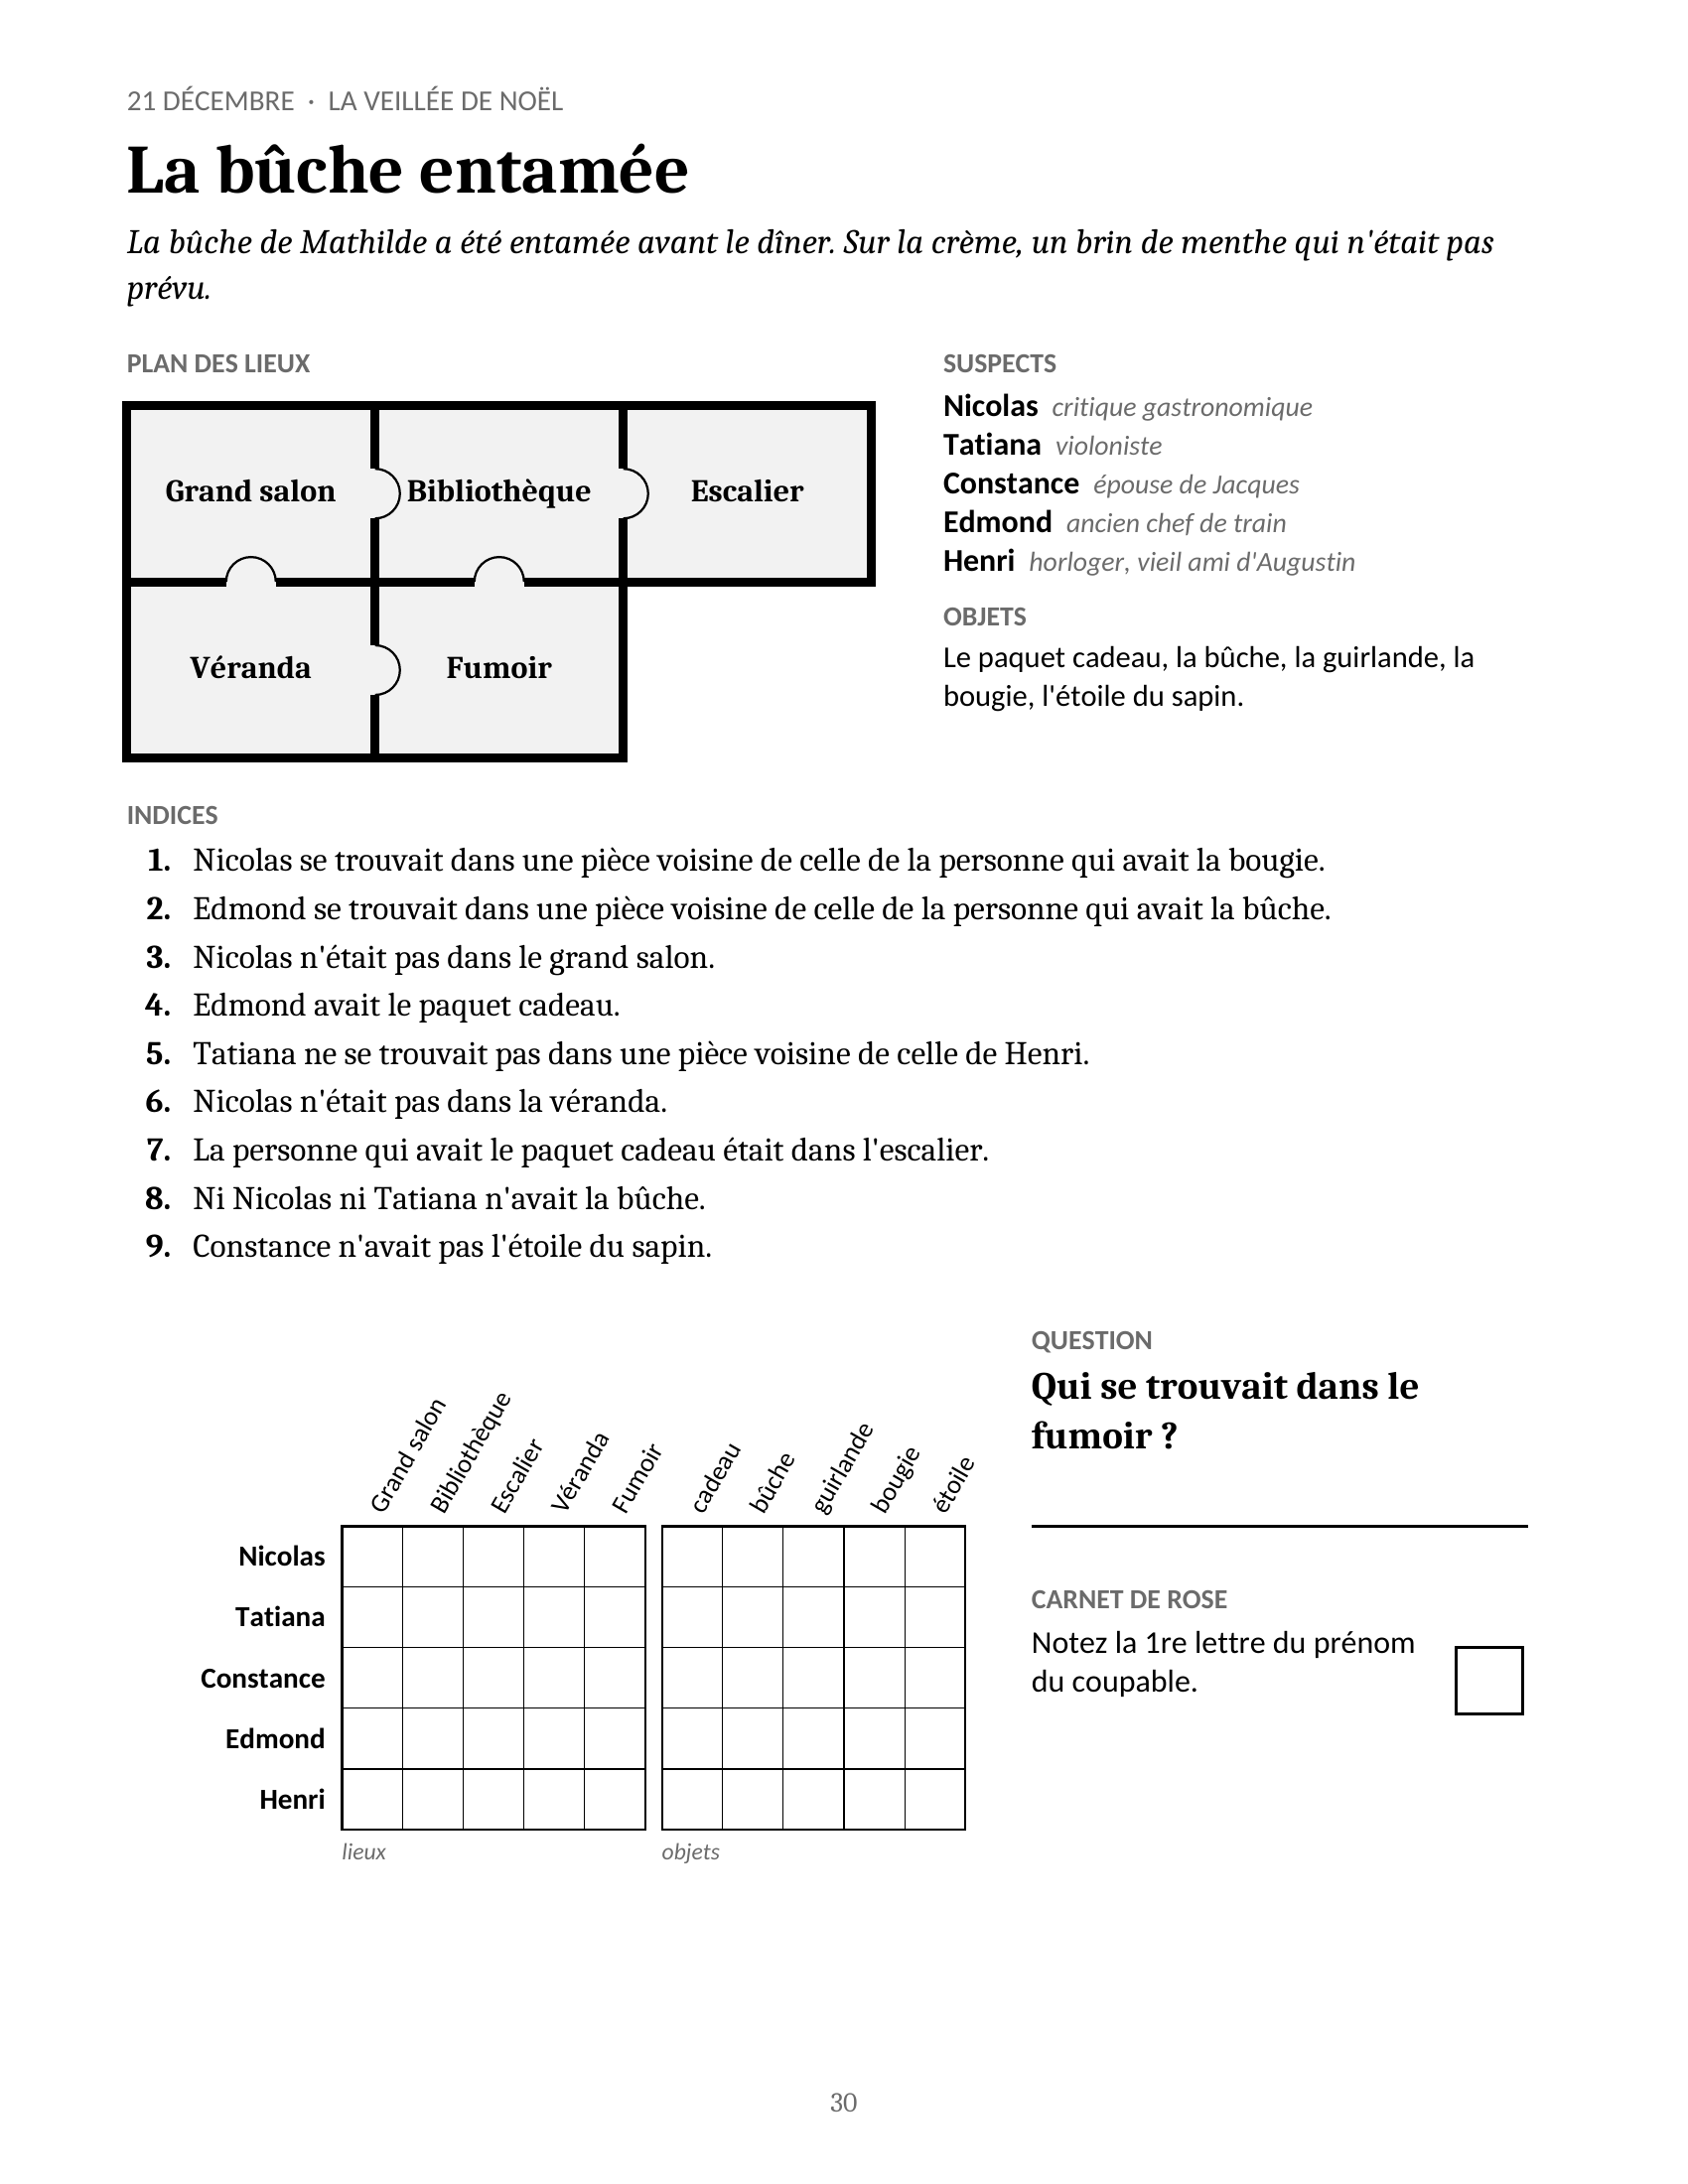 21 DÉCEMBRE · LA VEILLÉE DE NOËL
La bûche entamée
La bûche de Mathilde a été entamée avant le dîner. Sur la crème, un brin de menthe qui n'était pas
prévu.
PLAN DES LIEUX
Grand salon
Bibliothèque
Escalier
Véranda
Fumoir
SUSPECTS
Nicolas critique gastronomique
Tatiana violoniste
Constance épouse de Jacques
Edmond ancien chef de train
Henri horloger, vieil ami d'Augustin
OBJETS
Le paquet cadeau, la bûche, la guirlande, la
bougie, l'étoile du sapin.
INDICES
1. Nicolas se trouvait dans une pièce voisine de celle de la personne qui avait la bougie.
2. Edmond se trouvait dans une pièce voisine de celle de la personne qui avait la bûche.
3. Nicolas n'était pas dans le grand salon.
4. Edmond avait le paquet cadeau.
5. Tatiana ne se trouvait pas dans une pièce voisine de celle de Henri.
6. Nicolas n'était pas dans la véranda.
7. La personne qui avait le paquet cadeau était dans l'escalier.
8. Ni Nicolas ni Tatiana n'avait la bûche.
9. Constance n'avait pas l'étoile du sapin.
Grand salon
Bibliothèque
Escalier
Véranda
Fumoir
cadeau
bûche
guirlande
bougie
étoile
Nicolas
Tatiana
Constance
Edmond
Henri
lieux
objets
QUESTION
Qui se trouvait dans le
fumoir ?
CARNET DE ROSE
Notez la 1re lettre du prénom
du coupable.
30